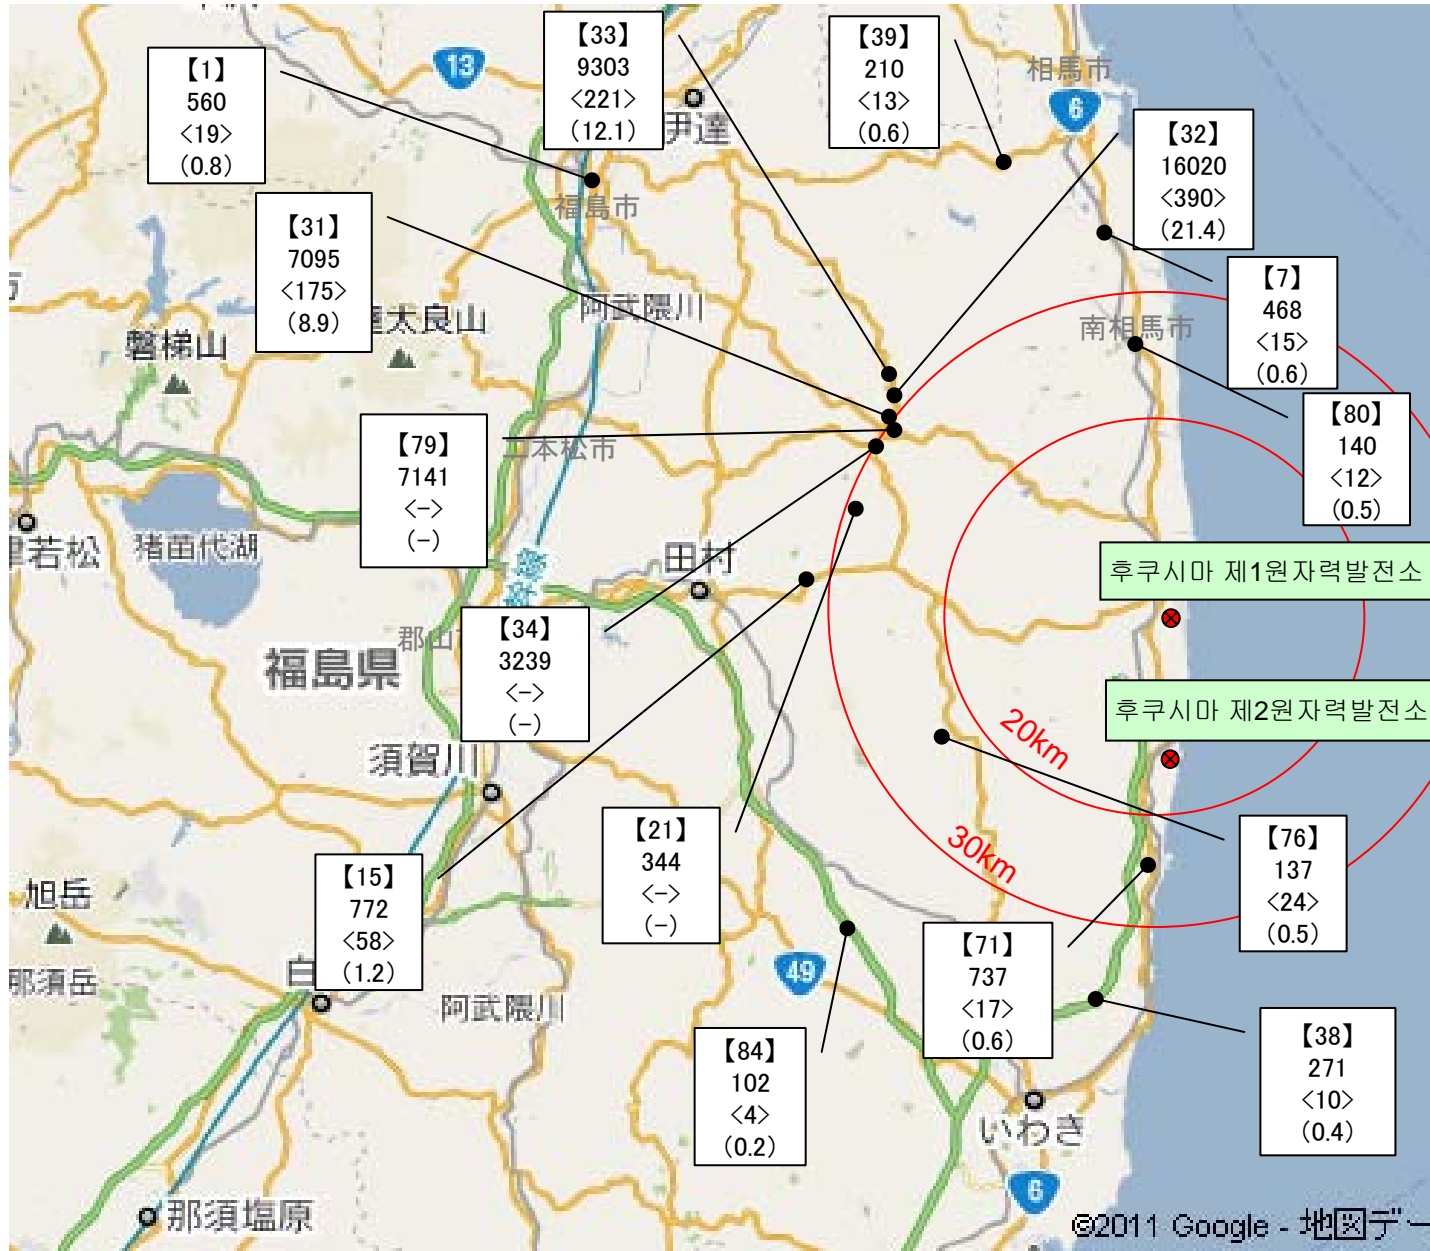 【1】
560
<19>
(0.8)
13
【33】
9303
<221>
(12.1)
伊達
【39】
210
<13>
(0.6)
相馬市
6
【32】
16020
<390>
(21.4)
福島市
【31】
7095
<175>
(8.9)
阿武隈川
太良山
磐梯山
南相馬市
【7】
468
<15>
(0.6)
【79】
7141
<->
(-)
二本松市
【80】
140
<12>
(0.5)
若松
猪苗代湖
田村
후쿠시마 제1원자력발전소
郡山
福島県
【34】
3239
<->
(-)
후쿠시마 제2원자력발전소
須賀川
20km
30km
【21】
344
<->
(-)
【76】
137
<24>
(0.5)
旭岳
那須岳
【15】
772
<58>
(1.2)
白
阿武隈川
49
【71】
737
<17>
(0.6)
【84】
102
<4>
(0.2)
【38】
271
<10>
(0.4)
いわき
6
那須塩原
©2011 Google - 地図デー